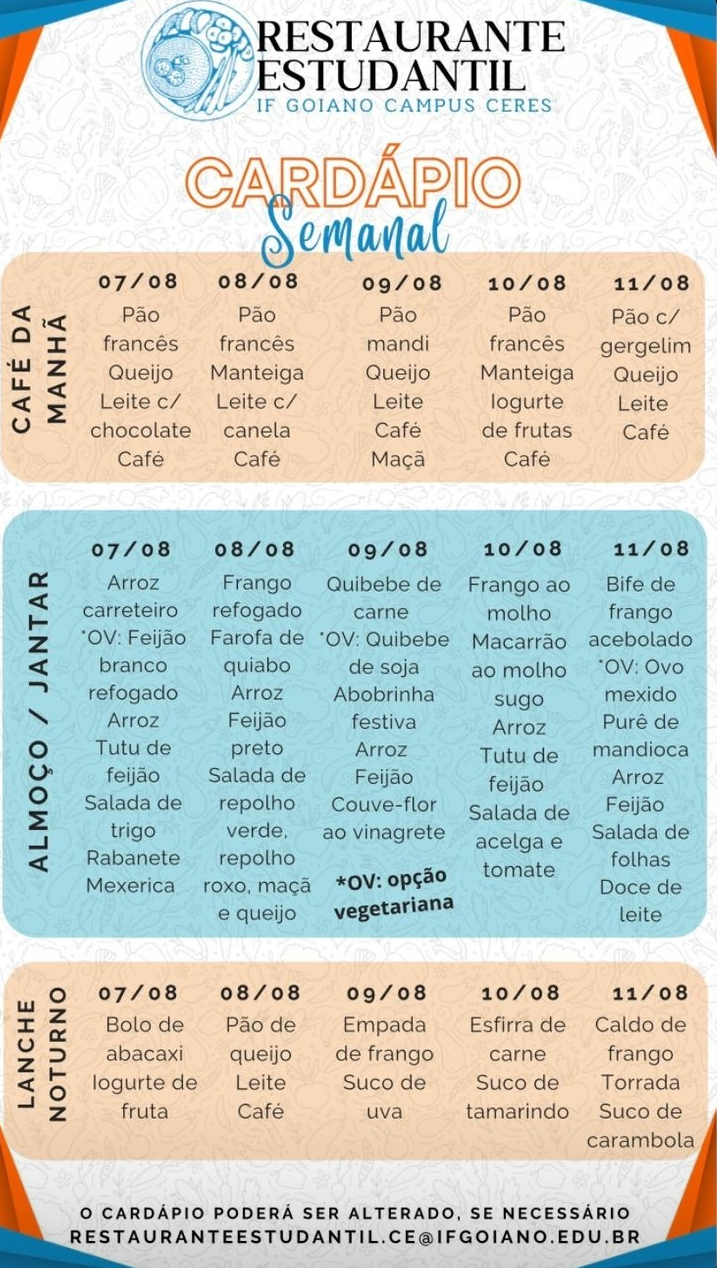 RESTAURANTE
ESTUDANTIL
IF GOIANO CAMPUS CERES
CARDÁPIO
Semanal
CAFÉ DA
MANHÃ
07/08
Pão
francês
Queijo
Leite c/
chocolate
Café
08/08
Pão
francês
Manteiga
Leite c/
canela
Café
09/08
Pão
mandi
Queijo
Leite
Café
Maçã
10/08
Pão
francês
Manteiga
Iogurte
de frutas
Café
11/08
Pão c/
gergelim
Queijo
Leite
Café
ALMOÇO / JANTAR
07/08
Arroz
carreteiro
*OV: Feijão
branco
refogado
Arroz
Tutu de
feijão
Salada de
trigo
Rabanete
Mexerica
08/08
Frango
refogado
Farofa de
quiabo
Arroz
Feijão
preto
Salada de
repolho
verde,
repolho
roxo, maçã
e queijo
09/08
Quibebe de
carne
*OV: Quibebe
de soja
Abobrinha
festiva
Arroz
Feijão
Couve-flor
ao vinagrete
*OV: opção
vegetariana
10/08
Frango ao
molho
Macarrão
ao molho
sugo
Arroz
Tutu de
feijão
Salada de
acelga e
tomate
11/08
Bife de
frango
acebolado
*OV: Ovo
mexido
Purê de
mandioca
Arroz
Feijão
Salada de
folhas
Doce de
leite
LANCHE
NOTURNO
07/08
Bolo de
abacaxi
Iogurte de
fruta
08/08
Pão de
queijo
Leite
Café
09/08
Empada
de frango
Suco de
uva
10/08
Esfirra de
carne
Suco de
tamarindo
11/08
Caldo de
frango
Torrada
Suco de
carambola
O CARDÁPIO PODERÁ SER ALTERADO, SE NECESSÁRIO
RESTAURANTEESTUDANTIL.CE@IFGOIANO.EDU.BR